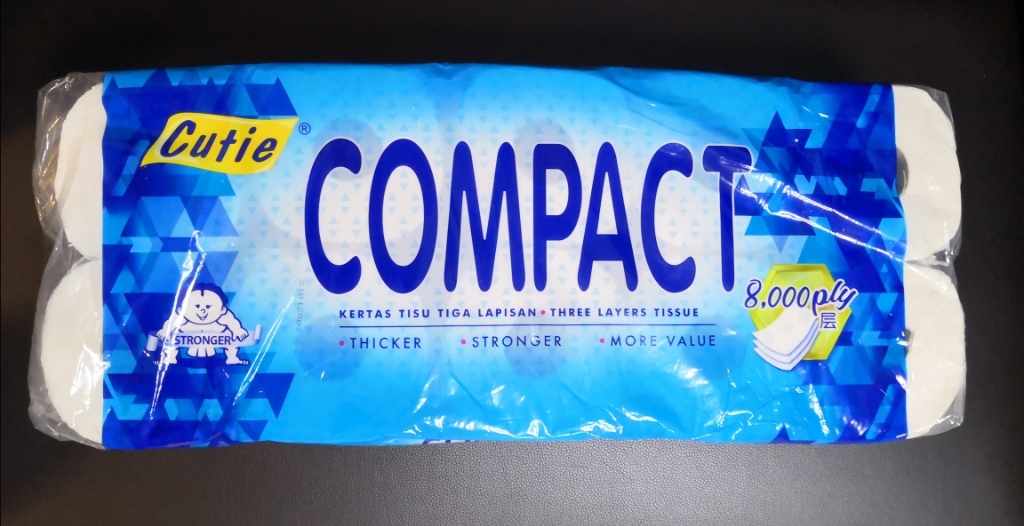 Cutie®
COMPACT
KERTAS TISU TIGA LAPISAN • THREE LAYERS TISSUE
• THICKER • STRONGER • MORE VALUE
STRONGER
8,000ply
层